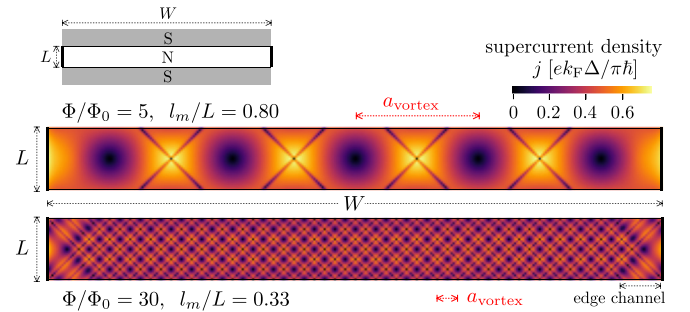 W
S
L
N
S
supercurrent density
j [ek_FΔ/πħ]
0 0.2 0.4 0.6
Φ/Φ₀ = 5, l_m/L = 0.80
a_vortex
L
W
L
Φ/Φ₀ = 30, l_m/L = 0.33
a_vortex
edge channel